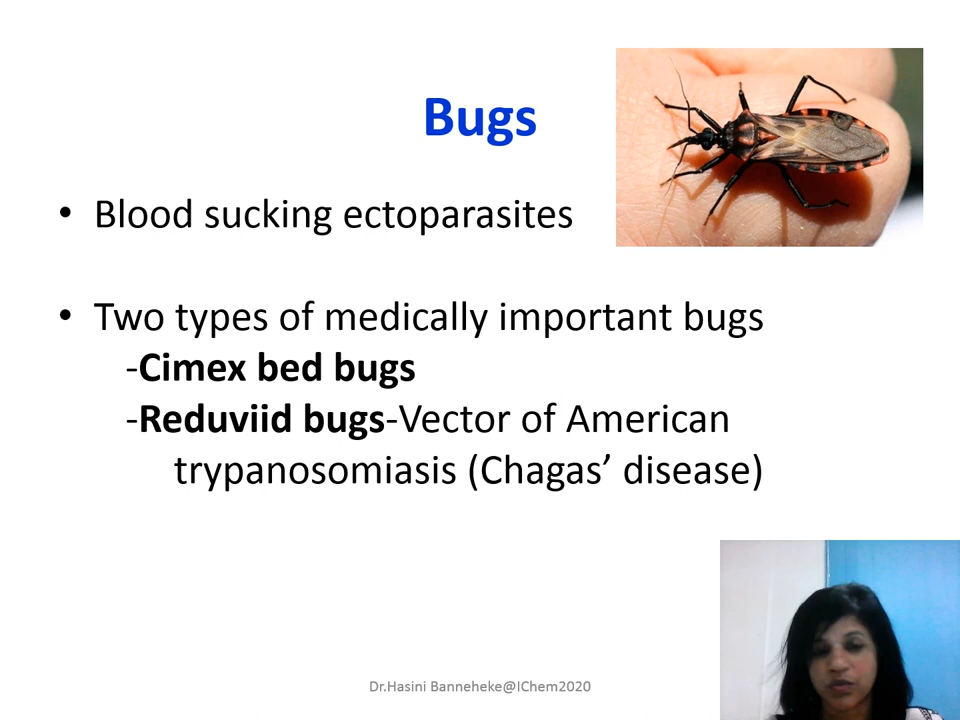 Bugs
• Blood sucking ectoparasites
• Two types of medically important bugs
-Cimex bed bugs
-Reduviid bugs-Vector of American
trypanosomiasis (Chagas’ disease)
Dr.Hasini Banneheke@IChem2020